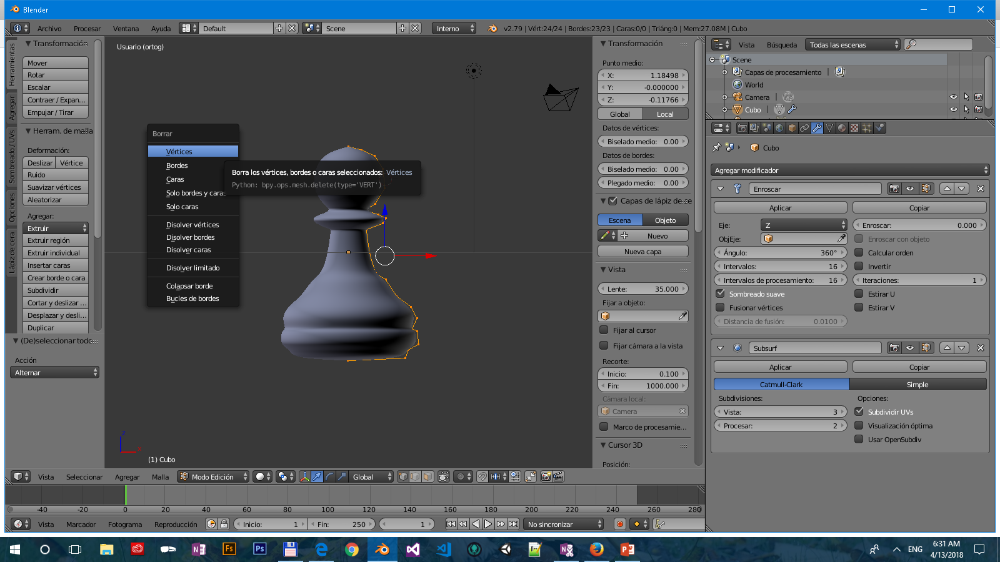 Blender
Archivo Procesar Ventana Ayuda Default Scene Interno v2.79 | Vért:24/24 | Bordes:23/23 | Caras:0/0 | Triáng:0 | Mem:27.08M | Cubo
Herramientas
Agregar
Sombreado / UVs
Opciones
Lápiz de cera
Transformación
Mover
Rotar
Escalar
Contraer / Expan...
Empujar / Tirar
Herram. de malla
Deformación:
Deslizar Vértice
Ruido
Suavizar vértices
Aleatorizar
Agregar:
Extruir
Extruir región
Extruir individual
Insertar caras
Crear borde o cara
Subdividir
Cortar y deslizar ...
Desplazar y desli...
Duplicar
(De)seleccionar todo
Acción
Alternar
Usuario (ortog)
Borrar
Vértices
Bordes
Caras
Solo bordes y caras
Solo caras
Disolver vértices
Disolver bordes
Disolver caras
Disolver limitado
Colapsar borde
Bucles de bordes
Borra los vértices, bordes o caras seleccionados: Vértices
Python: bpy.ops.mesh.delete(type='VERT')
z
x
(1) Cubo
Transformación
Punto medio:
X: 1.18498
Y: -0.000000
Z: -0.11766
Global Local
Datos de vértices:
Biselado medio: 0.00
Datos de bordes:
Biselado medio: 0.00
Plegado medio: 0.00
Capas de lápiz de ce
Escena Objeto
Nuevo
Nueva capa
Vista
Lente: 35.000
Fijar a objeto:
Fijar al cursor
Fijar cámara a la vista
Recorte:
Inicio: 0.100
Fin: 1000.000
Cámara local:
Camera
Marco de procesamie...
Cursor 3D
Posición:
Vista Búsqueda Todas las escenas
Scene
Capas de procesamiento
World
Camera
Cubo
Cubo
Agregar modificador
Enroscar
Aplicar Copiar
Eje: Z Enroscar: 0.000
ObjEje: Enroscar con objeto
Ángulo: 360° Calcular orden
Intervalos: 16 Invertir
Intervalos de procesamiento: 16 Iteraciones: 1
Sombreado suave Estirar U
Fusionar vértices Estirar V
Distancia de fusión: 0.0100
Subsurf
Aplicar Copiar
Catmull-Clark Simple
Subdivisiones: Opciones:
Vista: 3 Subdividir UVs
Procesar: 2 Visualización óptima
Usar OpenSubdiv
Vista Seleccionar Agregar Malla Modo Edición Global
-40 -20 0 20 40 60 80 100 120 140 160 180 200 220 240 260 280
Vista Marcador Fotograma Reproducción Inicio: 1 Fin: 250 1 No sincronizar
ENG
6:31 AM
4/13/2018